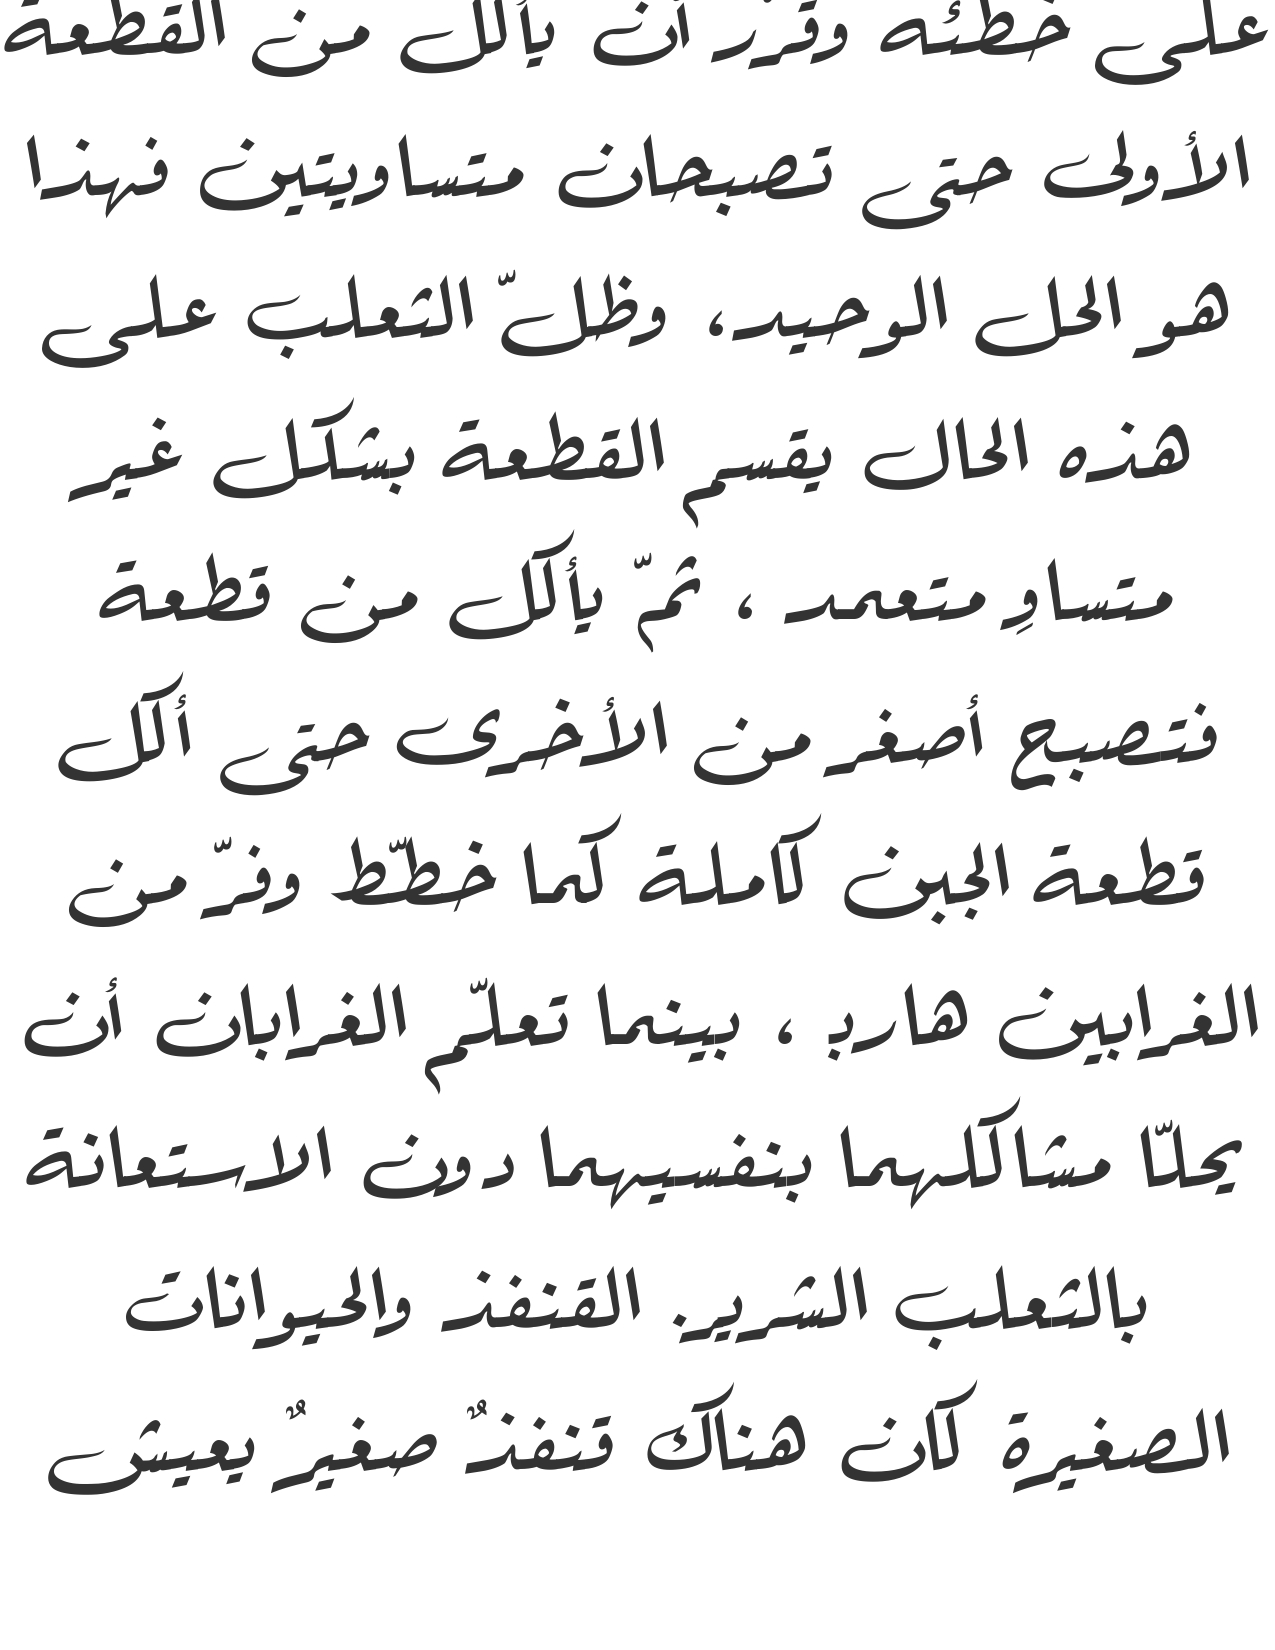 على خطئه وقرّر أن يأكل من القطعة
الأولى حتى تصبحان متساويتين فهذا
هو الحل الوحيد، وظلّ الثعلب على
هذه الحال يقسم القطعة بشكل غير
متساوِ متعمد ، ثمّ يأكل من قطعة
فتصبح أصغر من الأخرى حتى أكل
قطعة الجبن كاملة كما خطّط وفرّ من
الغرابين هاربـ ، بينما تعلّم الغرابان أن
يحلّا مشاكلهما بنفسيهما دون الاستعانة
بالثعلب الشرير. القنفذ والحيوانات
الصغيرة كان هناك قنفذٌ صغيرٌ يعيش